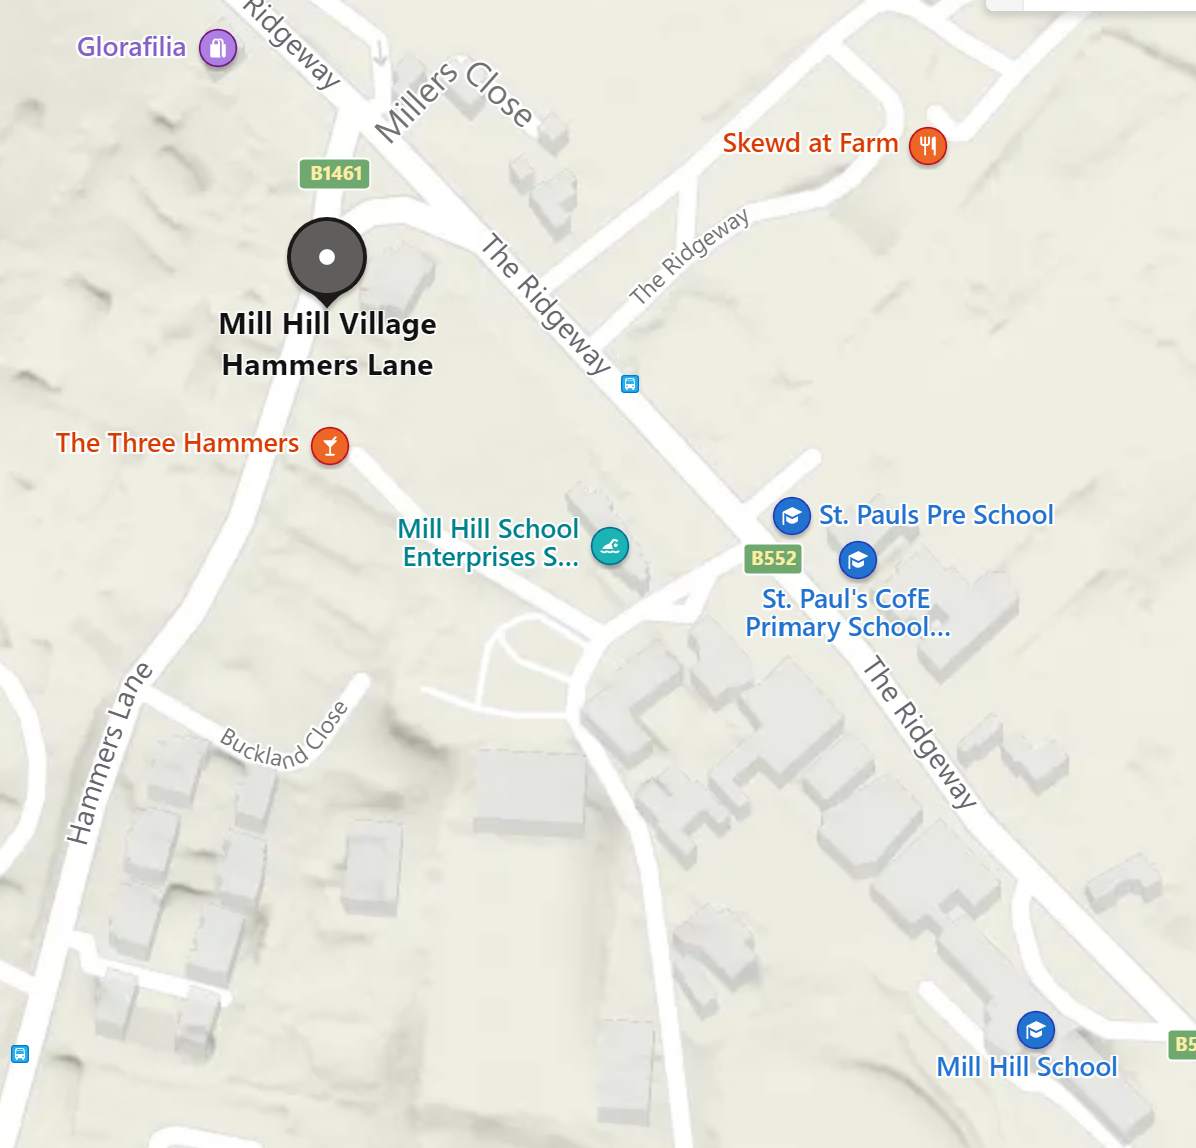 Ridgeway
Glorafilia
Millers Close
Skewd at Farm
B1461
The Ridgeway
The Ridgeway
Mill Hill Village
Hammers Lane
The Three Hammers
St. Pauls Pre School
Mill Hill School
Enterprises S...
B552
St. Paul's CofE
Primary School...
Hammers Lane
Buckland Close
The Ridgeway
Mill Hill School